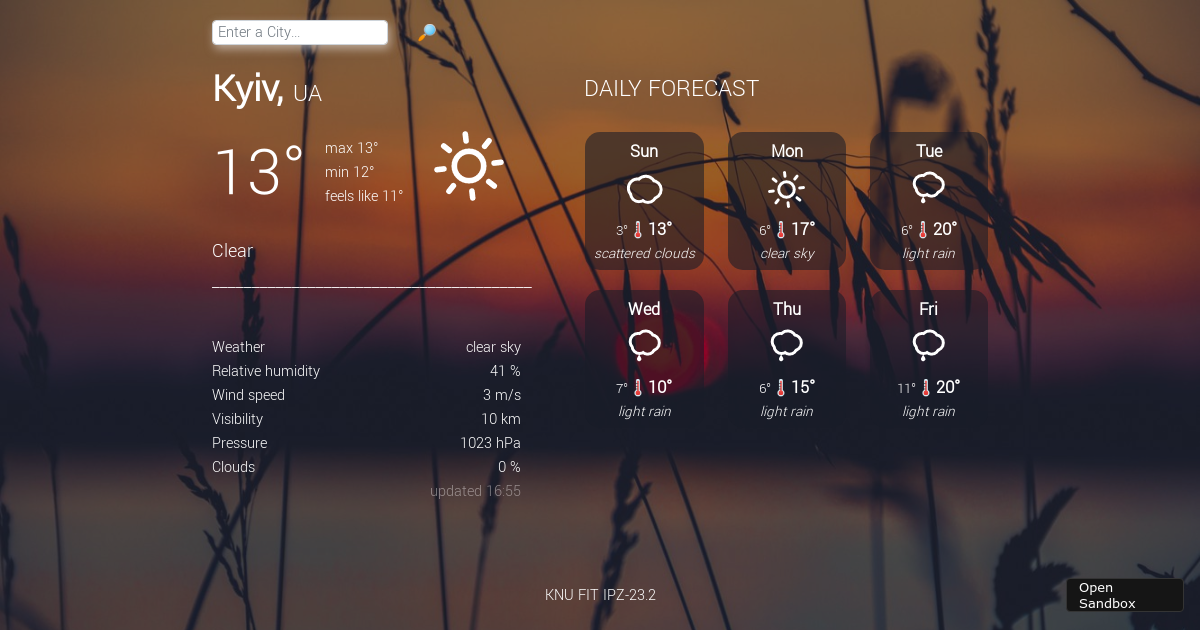 Enter a City...
Kyiv, UA
13°
max 13°
min 12°
feels like 11°
Clear
Weather clear sky
Relative humidity 41 %
Wind speed 3 m/s
Visibility 10 km
Pressure 1023 hPa
Clouds 0 %
updated 16:55
DAILY FORECAST
Sun
3° 13°
scattered clouds
Mon
6° 17°
clear sky
Tue
6° 20°
light rain
Wed
7° 10°
light rain
Thu
6° 15°
light rain
Fri
11° 20°
light rain
KNU FIT IPZ-23.2
Open
Sandbox